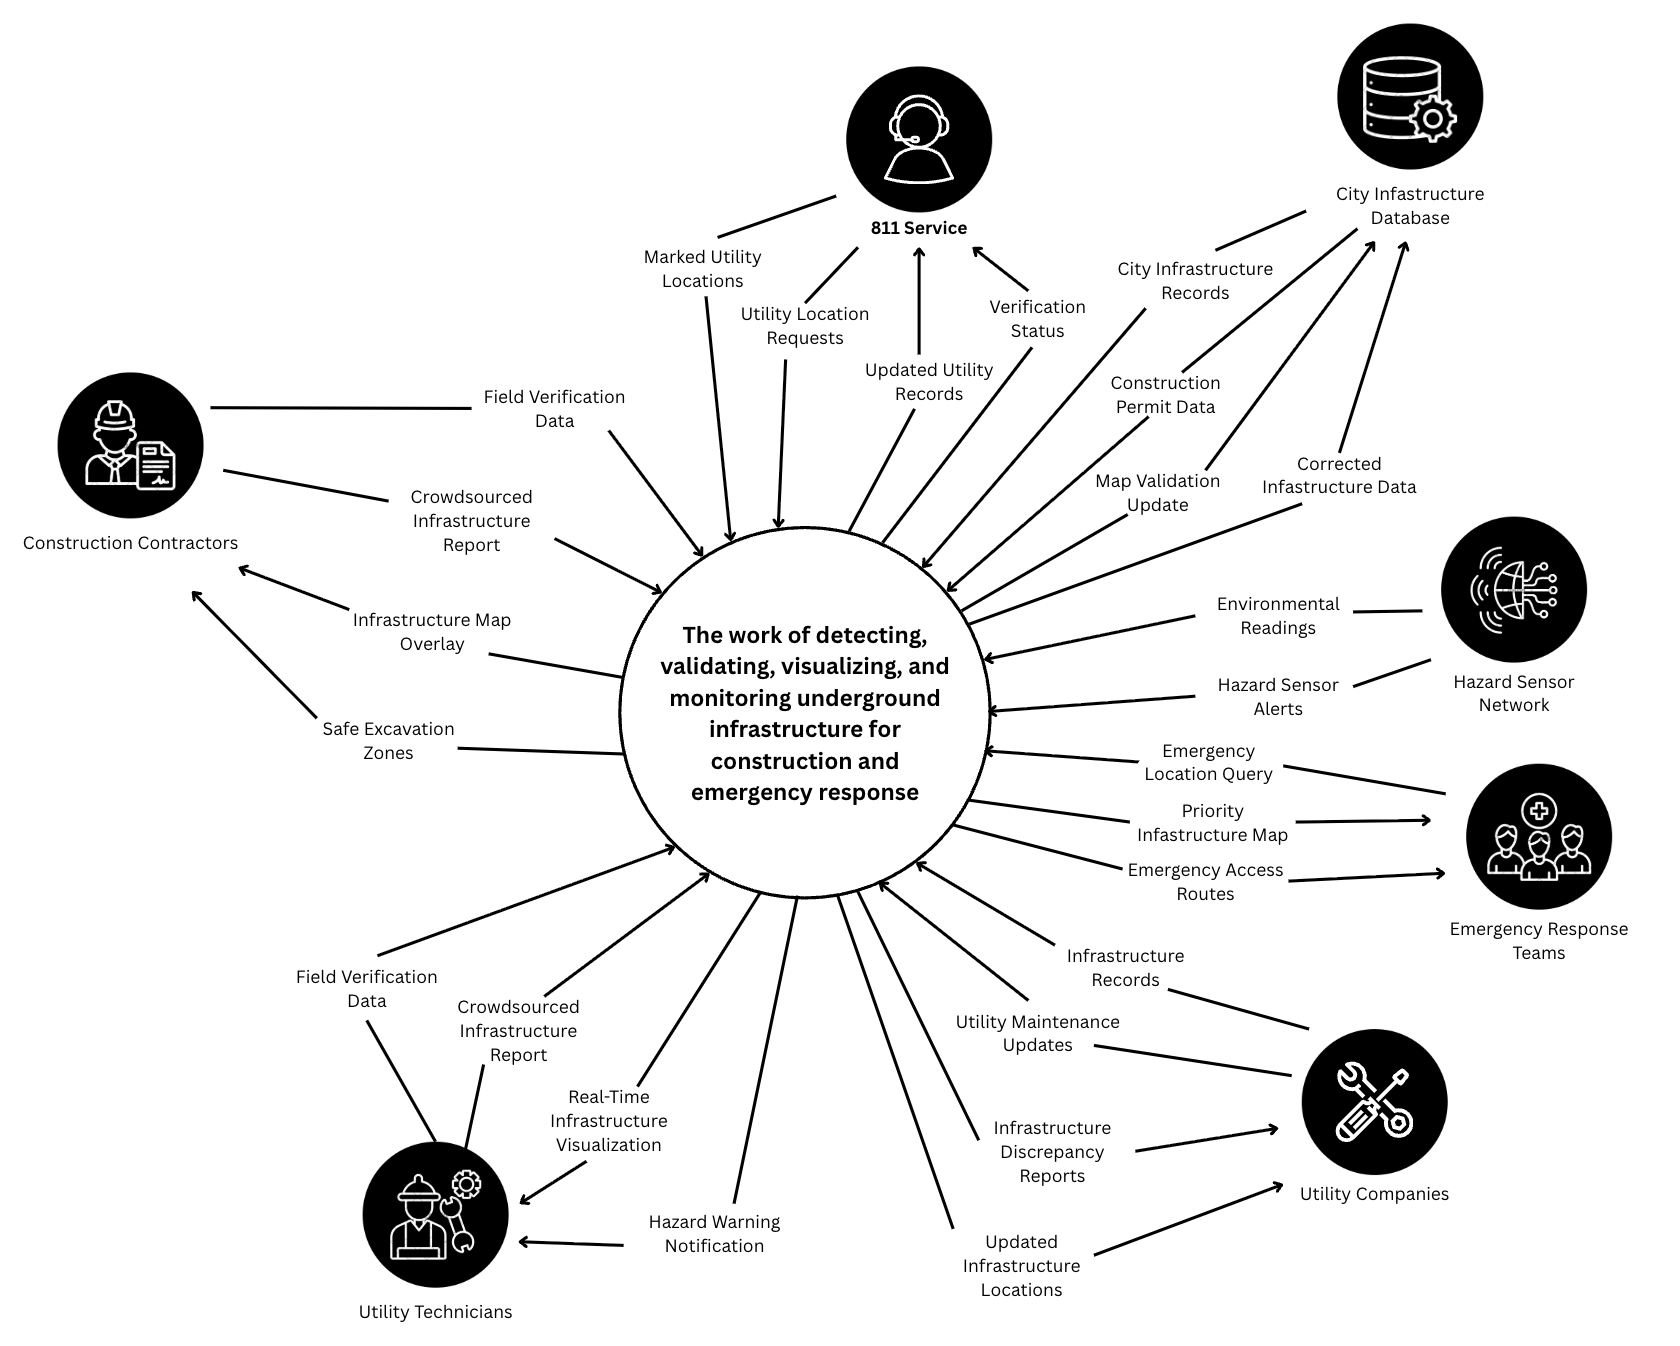 City Infastructure
Database
811 Service
Marked Utility
Locations
Utility Location
Requests
Updated Utility
Records
Verification
Status
City Infrastructure
Records
Construction
Permit Data
Map Validation
Update
Corrected
Infastructure Data
Construction Contractors
Field Verification
Data
Crowdsourced
Infrastructure
Report
Infrastructure Map
Overlay
Safe Excavation
Zones
The work of detecting,
validating, visualizing, and
monitoring underground
infrastructure for
construction and
emergency response
Environmental
Readings
Hazard Sensor
Alerts
Hazard Sensor
Network
Emergency
Location Query
Priority
Infastructure Map
Emergency Access
Routes
Emergency Response
Teams
Field Verification
Data
Crowdsourced
Infrastructure
Report
Real-Time
Infrastructure
Visualization
Hazard Warning
Notification
Utility Technicians
Infrastructure
Records
Utility Maintenance
Updates
Infrastructure
Discrepancy
Reports
Updated
Infrastructure
Locations
Utility Companies